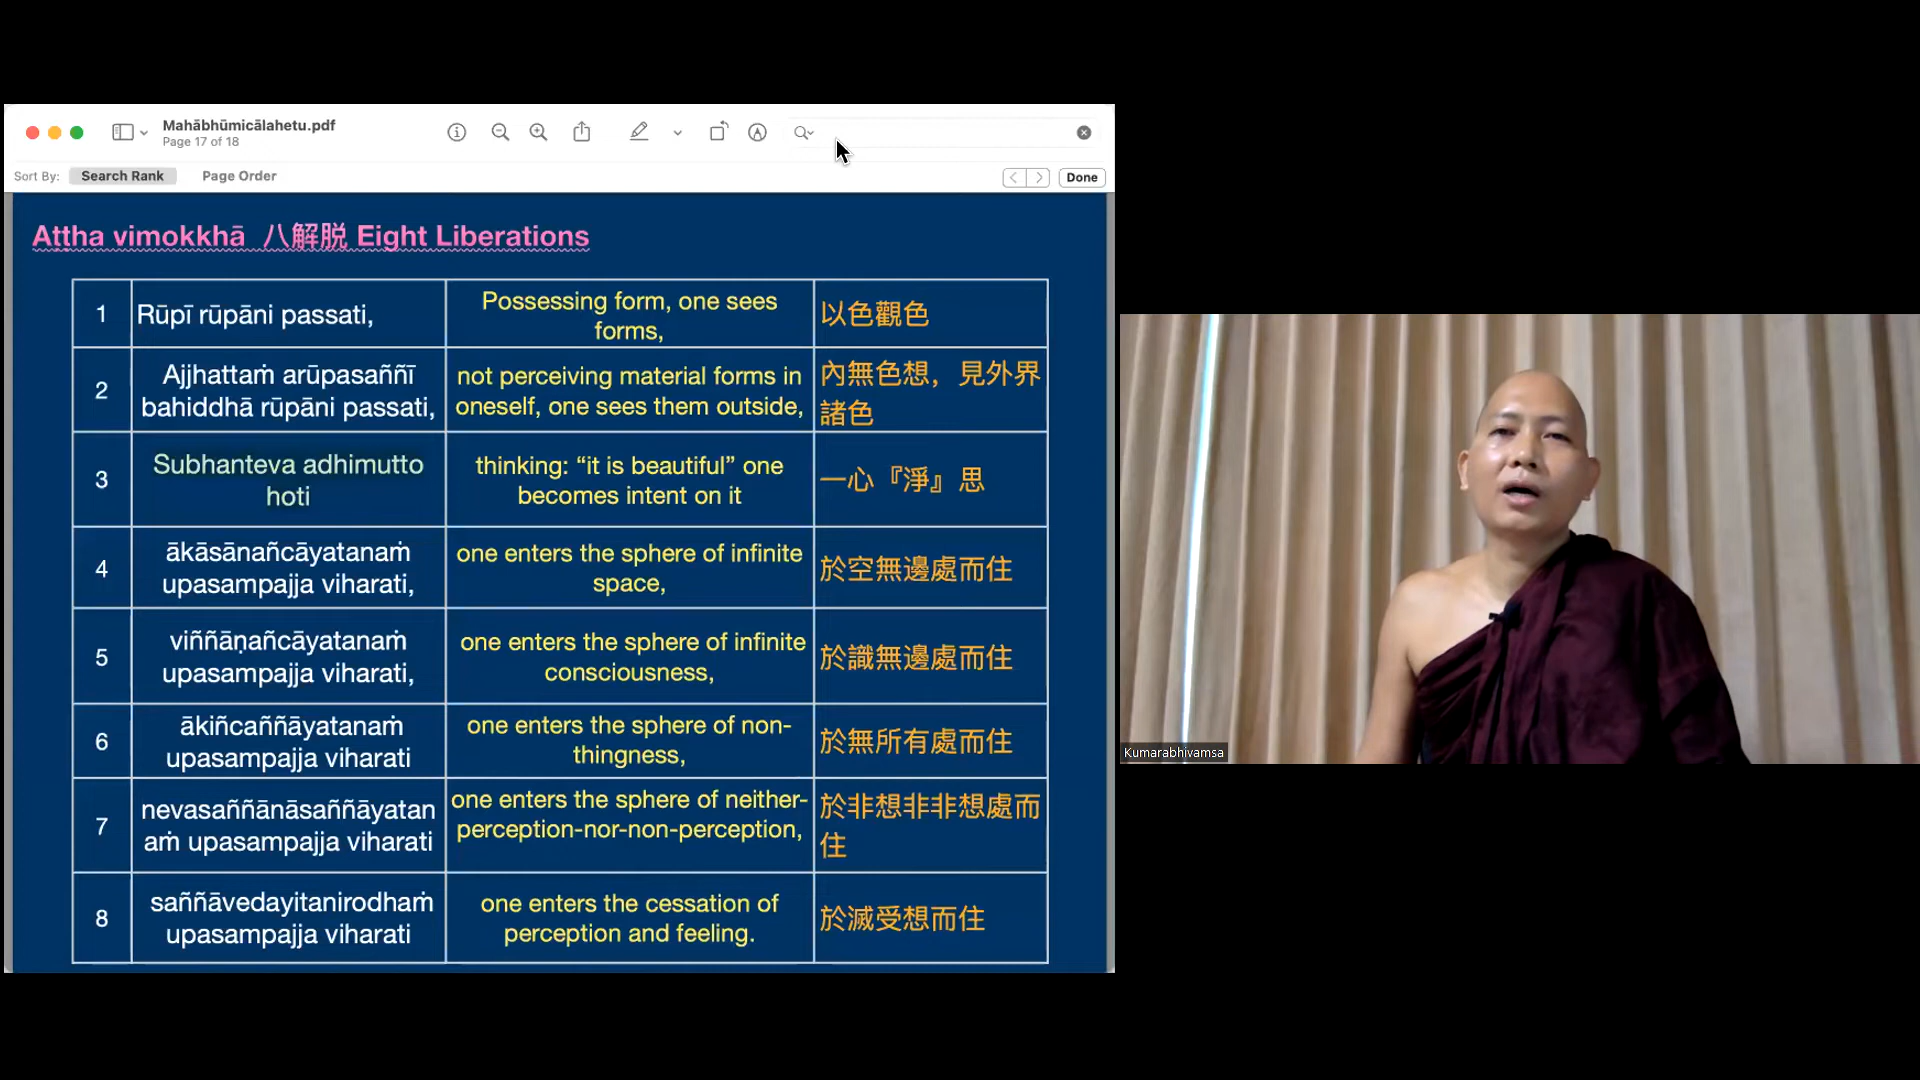 Mahābhūmicālahetu.pdf
Page 17 of 18
Sort By:
Search Rank
Page Order
Done
Aṭṭha vimokkhā 八解脱 Eight Liberations
1
Rūpī rūpāni passati,
Possessing form, one sees
forms,
以色觀色
2
Ajjhattaṁ arūpasaññī
bahiddhā rūpāni passati,
not perceiving material forms in
oneself, one sees them outside,
內無色想，見外界
諸色
3
Subhanteva adhimutto
hoti
thinking: “it is beautiful” one
becomes intent on it
一心『淨』思
4
ākāsānañcāyatanaṁ
upasampajja viharati,
one enters the sphere of infinite
space,
於空無邊處而住
5
viññāṇañcāyatanaṁ
upasampajja viharati,
one enters the sphere of infinite
consciousness,
於識無邊處而住
6
ākiñcaññāyatanaṁ
upasampajja viharati
one enters the sphere of non-
thingness,
於無所有處而住
7
nevasaññānāsaññāyatan
aṁ upasampajja viharati
one enters the sphere of neither-
perception-nor-non-perception,
於非想非非想處而
住
8
saññāvedayitanirodhaṁ
upasampajja viharati
one enters the cessation of
perception and feeling.
於滅受想而住
Kumarabhivamsa